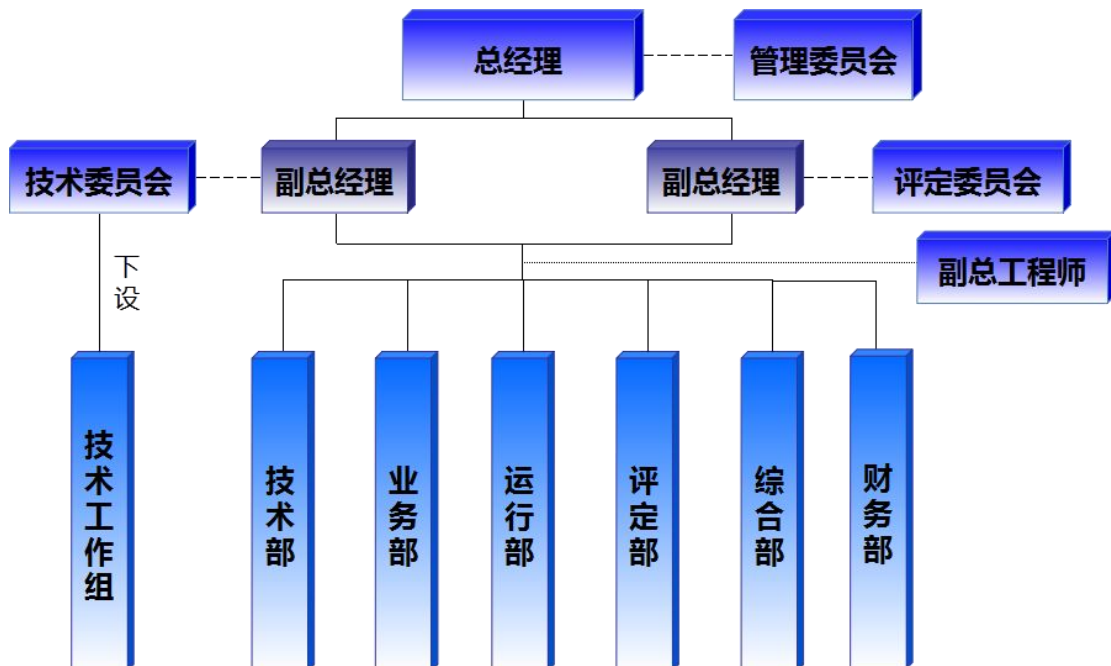 总经理
管理委员会
技术委员会
副总经理
副总经理
评定委员会
副总工程师
下设
技术工作组
技术部
业务部
运行部
评定部
综合部
财务部